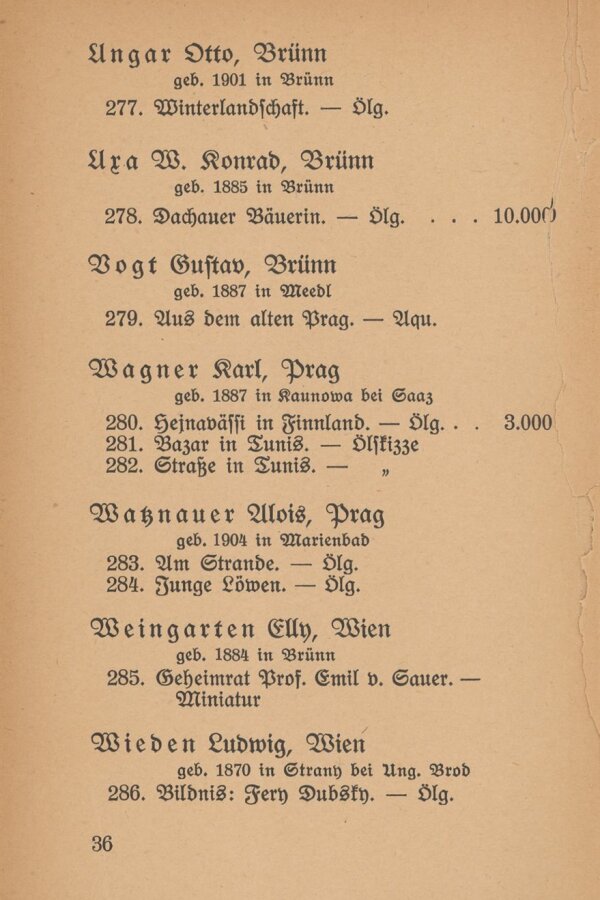 Ungar Otto, Brünn
geb. 1901 in Brünn
277. Winterlandschaft. — Ölg.
Uxa W. Konrad, Brünn
geb. 1885 in Brünn
278. Dachauer Bäuerin. — Ölg. . . . 10.000
Vogt Gustav, Brünn
geb. 1887 in Meedl
279. Aus dem alten Prag. — Aqu.
Wagner Karl, Prag
geb. 1887 in Kaunowa bei Saaz
280. Hejnavässi in Finnland. — Ölg. . . 3.000
281. Bazar in Tunis. — Ölskizze
282. Straße in Tunis. — „
Watznauer Alois, Prag
geb. 1904 in Marienbad
283. Am Strande. — Ölg.
284. Junge Löwen. — Ölg.
Weingarten Elly, Wien
geb. 1884 in Brünn
285. Geheimrat Prof. Emil v. Sauer. —
Miniatur
Wieden Ludwig, Wien
geb. 1870 in Strany bei Ung. Brod
286. Bildnis: Fery Dubsky. — Ölg.
36